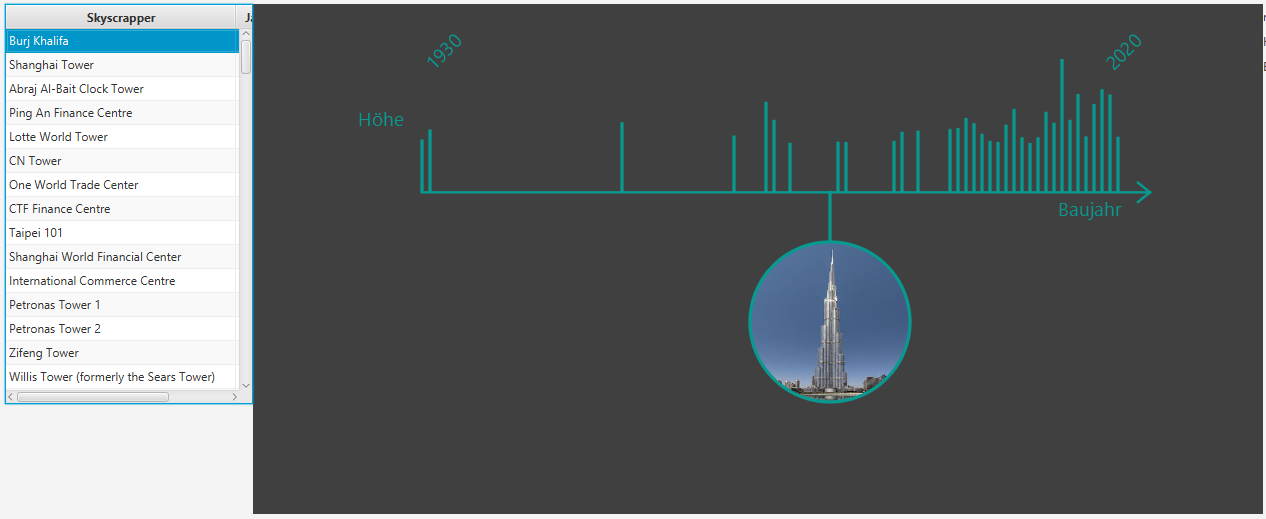 Skyscrapper
Burj Khalifa
Shanghai Tower
Abraj Al-Bait Clock Tower
Ping An Finance Centre
Lotte World Tower
CN Tower
One World Trade Center
CTF Finance Centre
Taipei 101
Shanghai World Financial Center
International Commerce Centre
Petronas Tower 1
Petronas Tower 2
Zifeng Tower
Willis Tower (formerly the Sears Tower)
1930
2020
Höhe
Baujahr